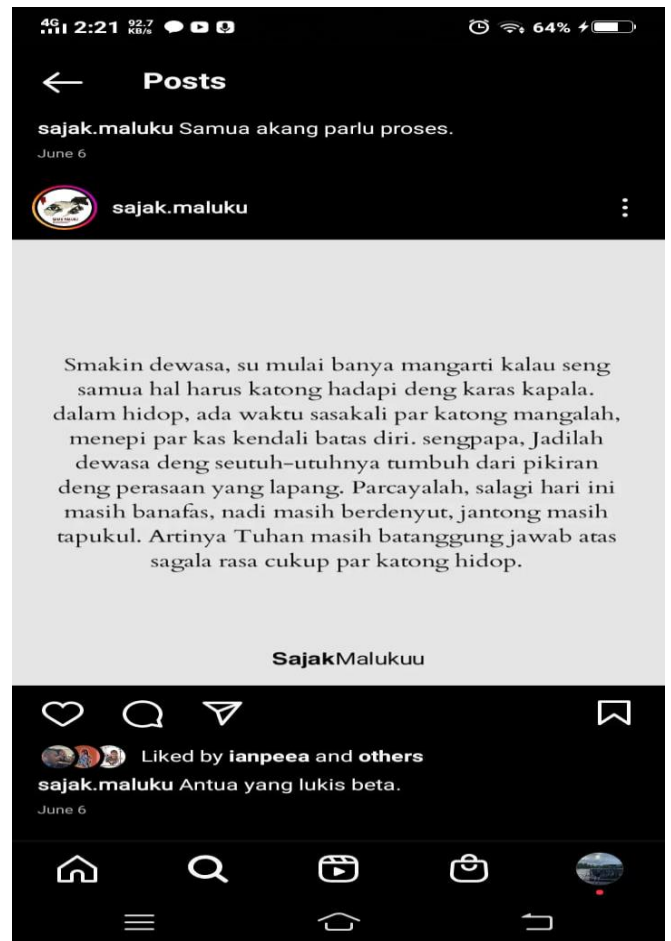 4G 2:21 92.7 KB/s 64%
Posts
sajak.maluku Samua akang parlu proses.
June 6
sajak.maluku
Smakin dewasa, su mulai banya mangarti kalau seng
samua hal harus katong hadapi deng karas kapala.
dalam hidop, ada waktu sasakali par katong mangalah,
menepi par kas kendali batas diri. sengpapa, Jadilah
dewasa deng seutuh-utuhnya tumbuh dari pikiran
deng perasaan yang lapang. Parcayalah, salagi hari ini
masih banafas, nadi masih berdenyut, jantong masih
tapukul. Artinya Tuhan masih batanggung jawab atas
sagala rasa cukup par katong hidop.
SajakMalukuu
Liked by ianpeea and others
sajak.maluku Antua yang lukis beta.
June 6